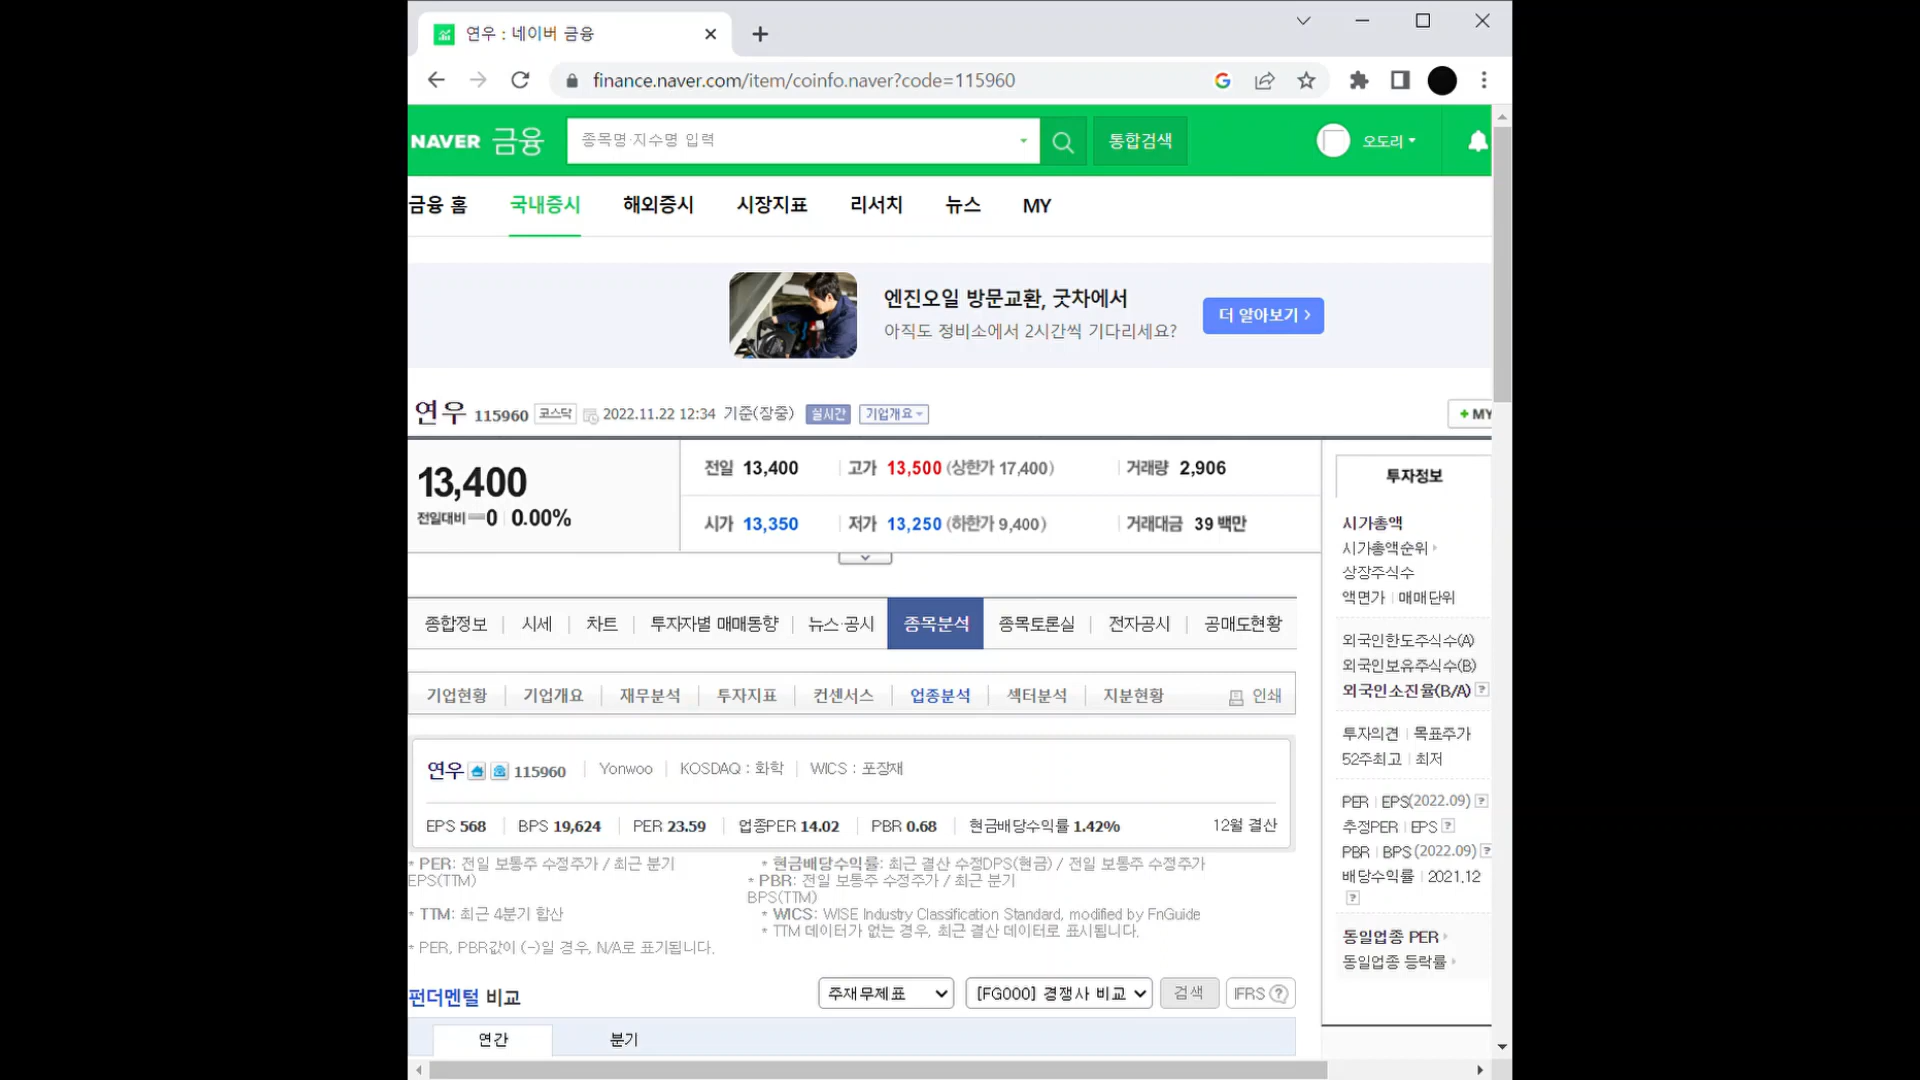 연우 : 네이버 금융
finance.naver.com/item/coinfo.naver?code=115960
NAVER 금융
종목명·지수명 입력
통합검색
오도리
금융 홈 국내증시 해외증시 시장지표 리서치 뉴스 MY
엔진오일 방문교환, 굿차에서
아직도 정비소에서 2시간씩 기다리세요?
더 알아보기 >
연우 115960 코스닥 2022.11.22 12:34 기준(장중) 실시간 기업개요
+ MY
13,400
전일대비 0 0.00%
전일 13,400 고가 13,500 (상한가 17,400) 거래량 2,906
시가 13,350 저가 13,250 (하한가 9,400) 거래대금 39 백만
종합정보 시세 차트 투자자별 매매동향 뉴스·공시 종목분석 종목토론실 전자공시 공매도현황
기업현황 기업개요 재무분석 투자지표 컨센서스 업종분석 섹터분석 지분현황 인쇄
연우 115960 Yonwoo KOSDAQ : 화학 WICS : 포장재
EPS 568 BPS 19,624 PER 23.59 업종PER 14.02 PBR 0.68 현금배당수익률 1.42% 12월 결산
* PER: 전일 보통주 수정주가 / 최근 분기
EPS(TTM)
* TTM: 최근 4분기 합산
* PER, PBR값이 (-)일 경우, N/A로 표기됩니다.
* 현금배당수익률: 최근 결산 수정DPS(현금) / 전일 보통주 수정주가
* PBR: 전일 보통주 수정주가 / 최근 분기
BPS(TTM)
* WICS: WISE Industry Classification Standard, modified by FnGuide
* TTM 데이터가 없는 경우, 최근 결산 데이터로 표시됩니다.
펀더멘털 비교
주재무제표 [FG000] 경쟁사 비교 검색 IFRS ?
연간 분기
투자정보
시가총액
시가총액순위
상장주식수
액면가 매매단위
외국인한도주식수(A)
외국인보유주식수(B)
외국인소진율(B/A) ?
투자의견 목표주가
52주최고 최저
PER EPS(2022.09) ?
추정PER EPS ?
PBR BPS (2022.09) ?
배당수익률 2021.12
?
동일업종 PER
동일업종 등락률